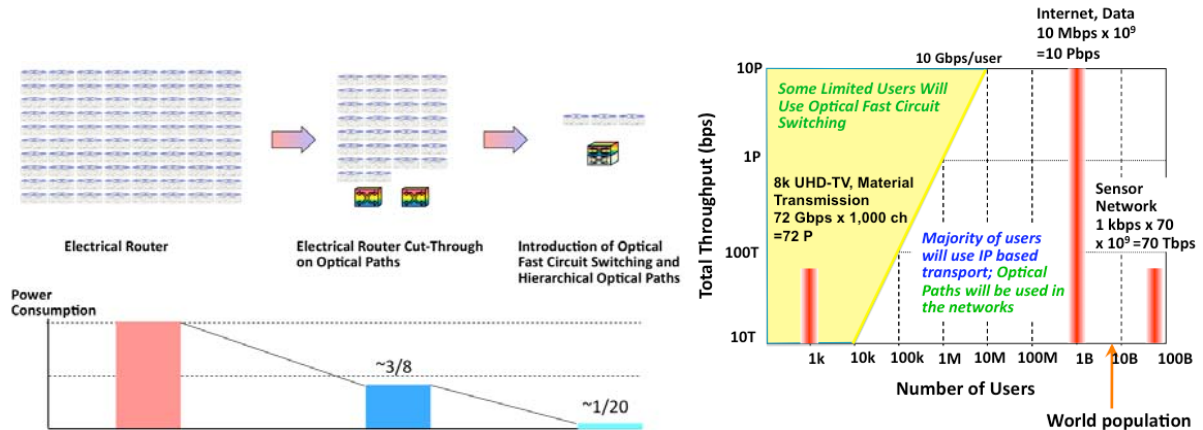 Electrical Router
Electrical Router Cut-Through
on Optical Paths
Introduction of Optical
Fast Circuit Switching and
Hierarchical Optical Paths
Power
Consumption
~3/8
~1/20
Internet, Data
10 Mbps x 10⁹
=10 Pbps
10 Gbps/user
10P
1P
100T
10T
Total Throughput (bps)
Some Limited Users Will
Use Optical Fast Circuit
Switching
8k UHD-TV, Material
Transmission
72 Gbps x 1,000 ch
=72 P
Majority of users
will use IP based
transport; Optical
Paths will be used in
the networks
Sensor
Network
1 kbps x 70
x 10⁹ =70 Tbps
1k 10k 100k 1M 10M 100M 1B 10B 100B
Number of Users
World population